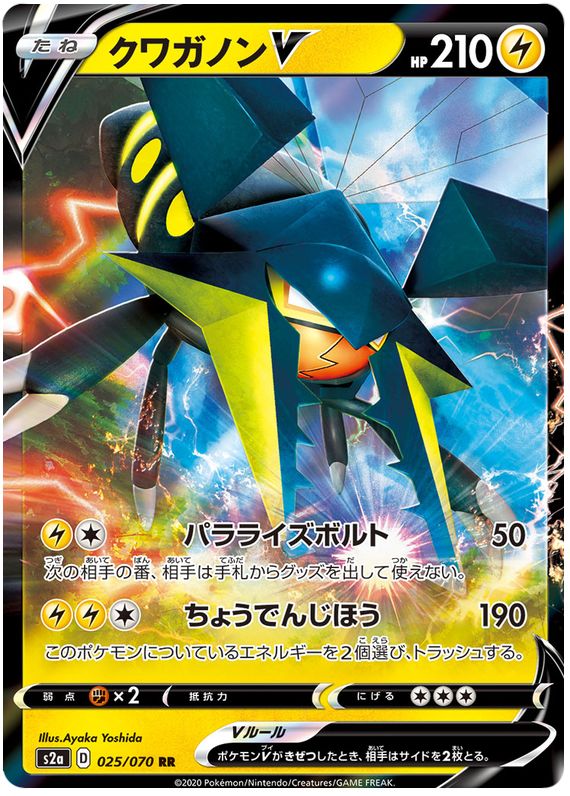 たね クワガノンV HP 210
パラライズボルト 50
次の相手の番、相手は手札からグッズを出して使えない。
ちょうでんじほう 190
このポケモンについているエネルギーを2個選び、トラッシュする。
弱点 ×2 抵抗力 にげる
Illus.Ayaka Yoshida
Vルール
ポケモンVがきぜつしたとき、相手はサイドを2枚とる。
s2a D 025/070 RR
©2020 Pokémon/Nintendo/Creatures/GAME FREAK.